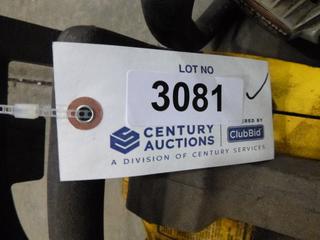 LOT NO
3081
CENTURY
AUCTIONS
ClubBid
A DIVISION OF CENTURY SERVICES